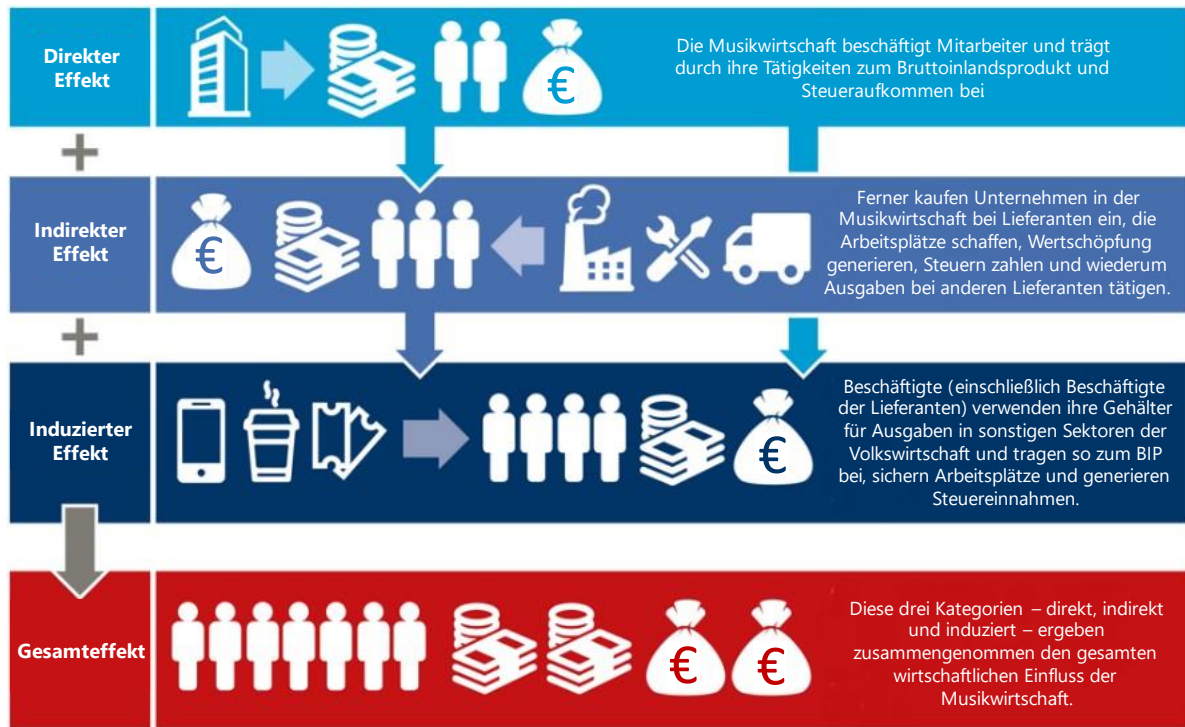 Direkter
Effekt
€
Die Musikwirtschaft beschäftigt Mitarbeiter und trägt
durch ihre Tätigkeiten zum Bruttoinlandsprodukt und
Steueraufkommen bei
+
Indirekter
Effekt
€
Ferner kaufen Unternehmen in der
Musikwirtschaft bei Lieferanten ein, die
Arbeitsplätze schaffen, Wertschöpfung
generieren, Steuern zahlen und wiederum
Ausgaben bei anderen Lieferanten tätigen.
+
Induzierter
Effekt
€
Beschäftigte (einschließlich Beschäftigte
der Lieferanten) verwenden ihre Gehälter
für Ausgaben in sonstigen Sektoren der
Volkswirtschaft und tragen so zum BIP
bei, sichern Arbeitsplätze und generieren
Steuereinnahmen.
Gesamteffekt
€ €
Diese drei Kategorien – direkt, indirekt
und induziert – ergeben
zusammengenommen den gesamten
wirtschaftlichen Einfluss der
Musikwirtschaft.